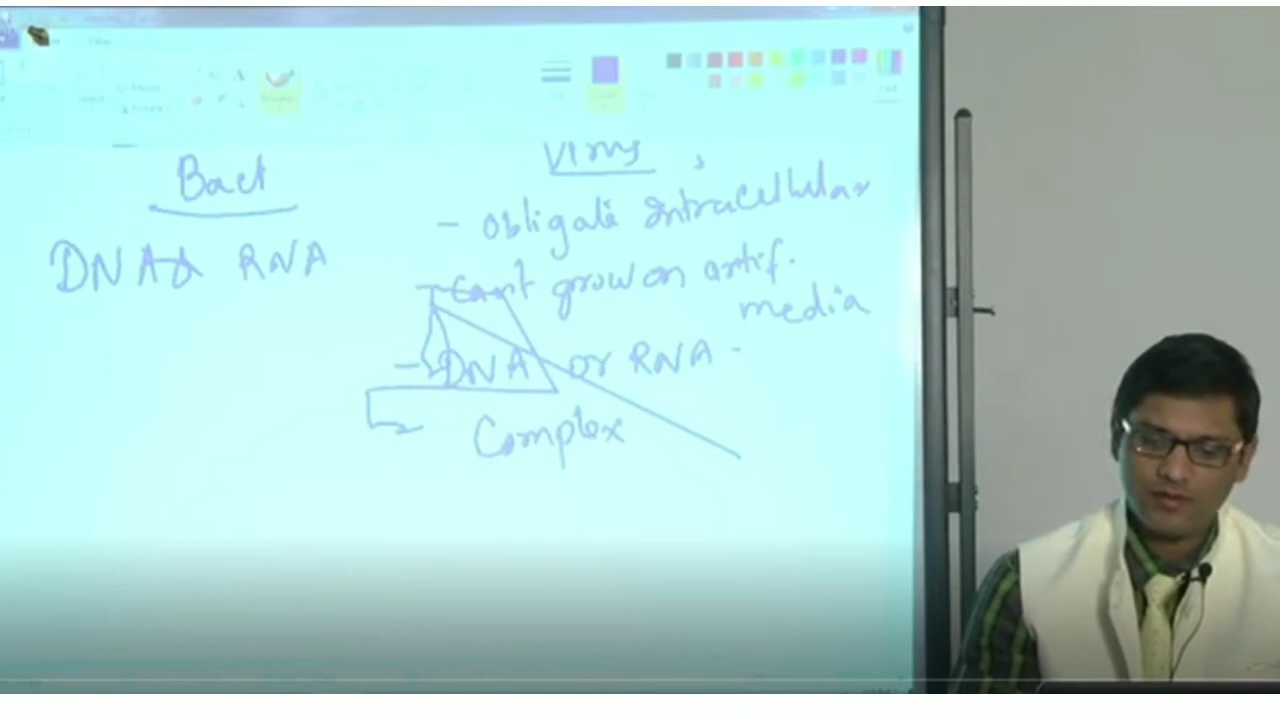 Bact
DNA & RNA
Virus
- Obligate intracellular
- Can't grow on artif.
media
- DNA or RNA -
Complex